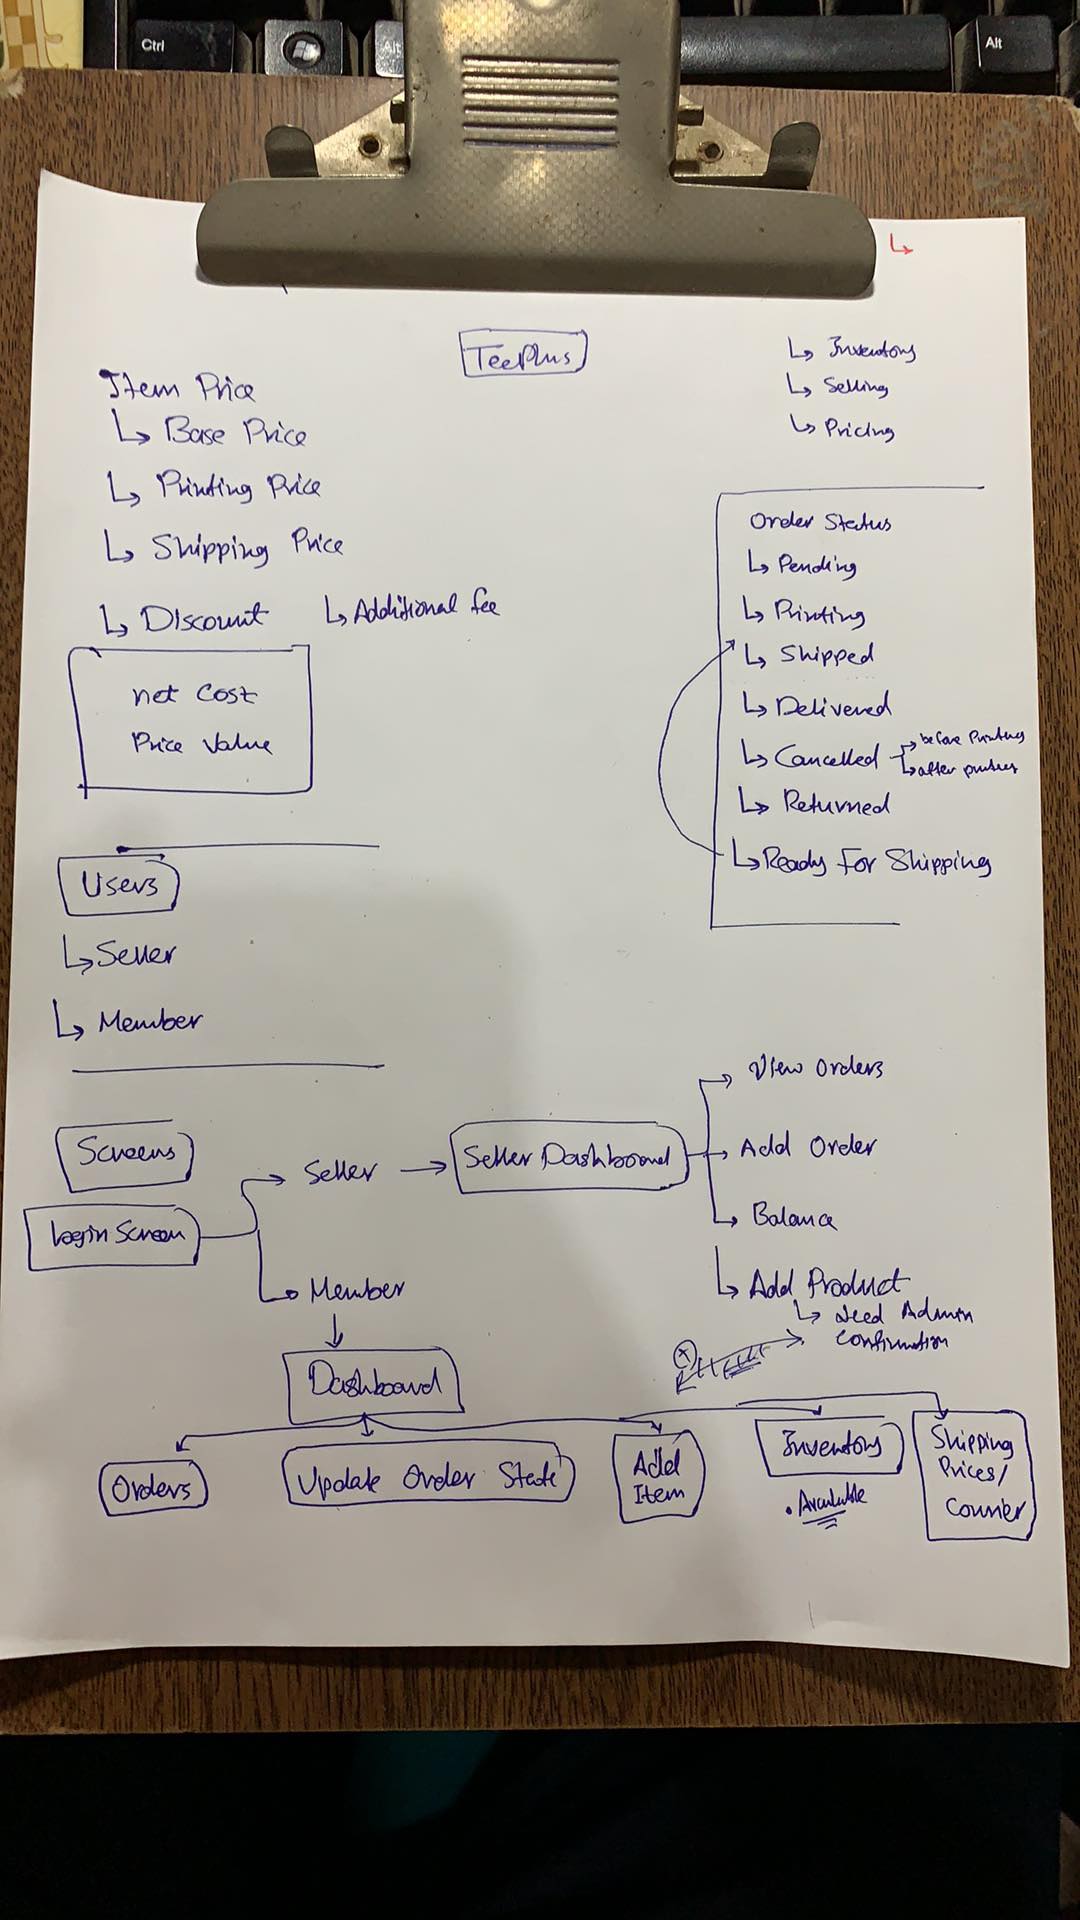 Ctrl
Alt
Alt
TeePlus
Item Price
↳ Base Price
↳ Printing Price
↳ Shipping Price
↳ Discount ↳ Additional fee
net Cost
Price Value
↳ Inventory
↳ Selling
↳ Pricing
Order Status
↳ Pending
↳ Printing
↳ Shipped
↳ Delivered
↳ Cancelled
↳ before Printing
↳ after printing
↳ Returned
↳ Ready For Shipping
Users
↳ Seller
↳ Member
Screens
login Screen
Seller → Seller Dashboard
View Orders
Add Order
Balance
↳ Add Product
↳ need Admin
Confirmation
Member
Dashboard
Orders
Update Order State
Add
Item
Inventory
. Available
Shipping
Prices/
Courrier